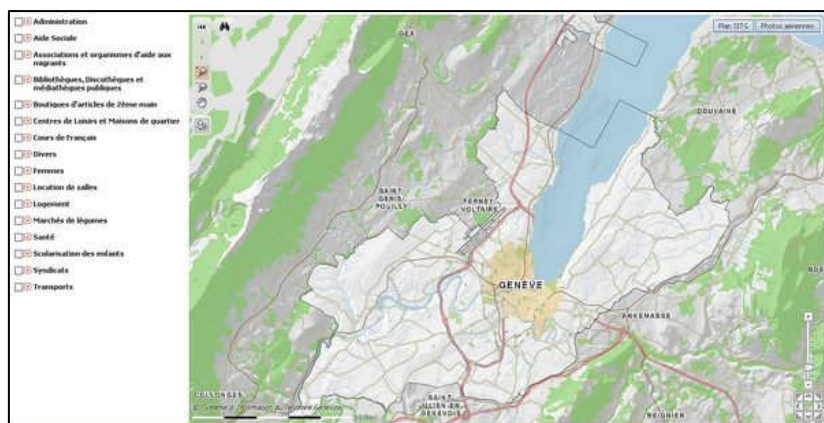 Administration
Aide Sociale
Associations et organismes d'aide aux
migrants
Bibliothèques, Discothèques et
médiathèques publiques
Boutiques d'articles de 2ème main
Centres de Loisirs et Maisons de quartier
Cours de Français
Divers
Femmes
Location de salles
Logement
Marchés de légumes
Santé
Scolarisation des enfants
Syndicats
Transports
Plan SITG
Photos aériennes
GEX
DOUVAINE
SAINT-
GENIS
POUILLY
FERNEY
VOLTAIRE
GENÈVE
ANNEMASSE
COLLONGES
SAINT
JULIEN-EN
GENEVOIS
REIGNIER